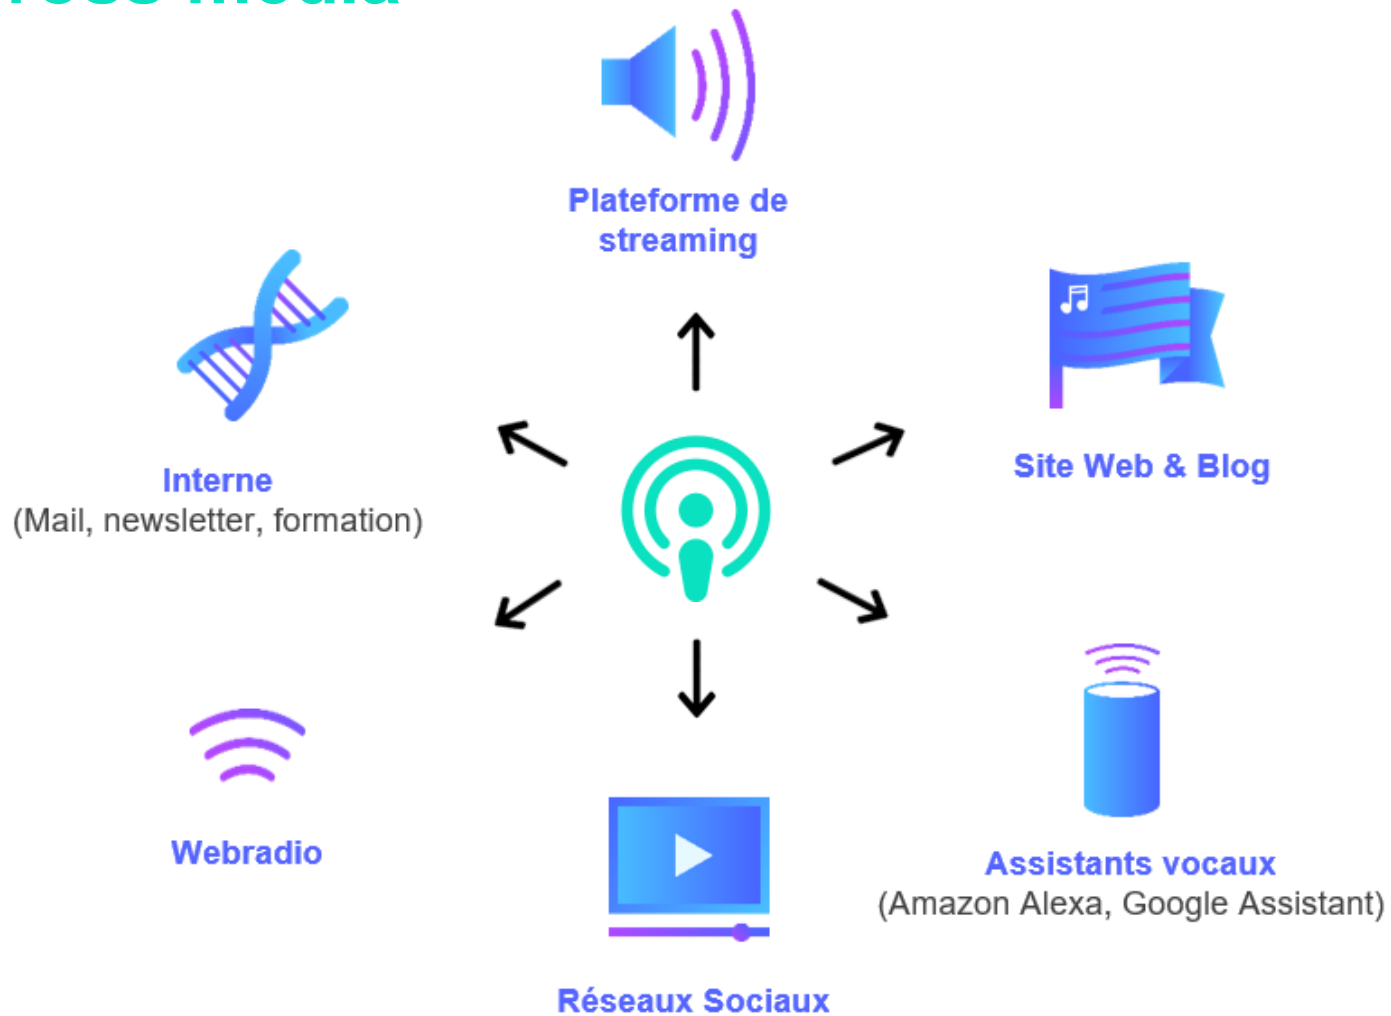 Plateforme de
streaming
Interne
(Mail, newsletter, formation)
Site Web & Blog
Webradio
Assistants vocaux
(Amazon Alexa, Google Assistant)
Réseaux Sociaux